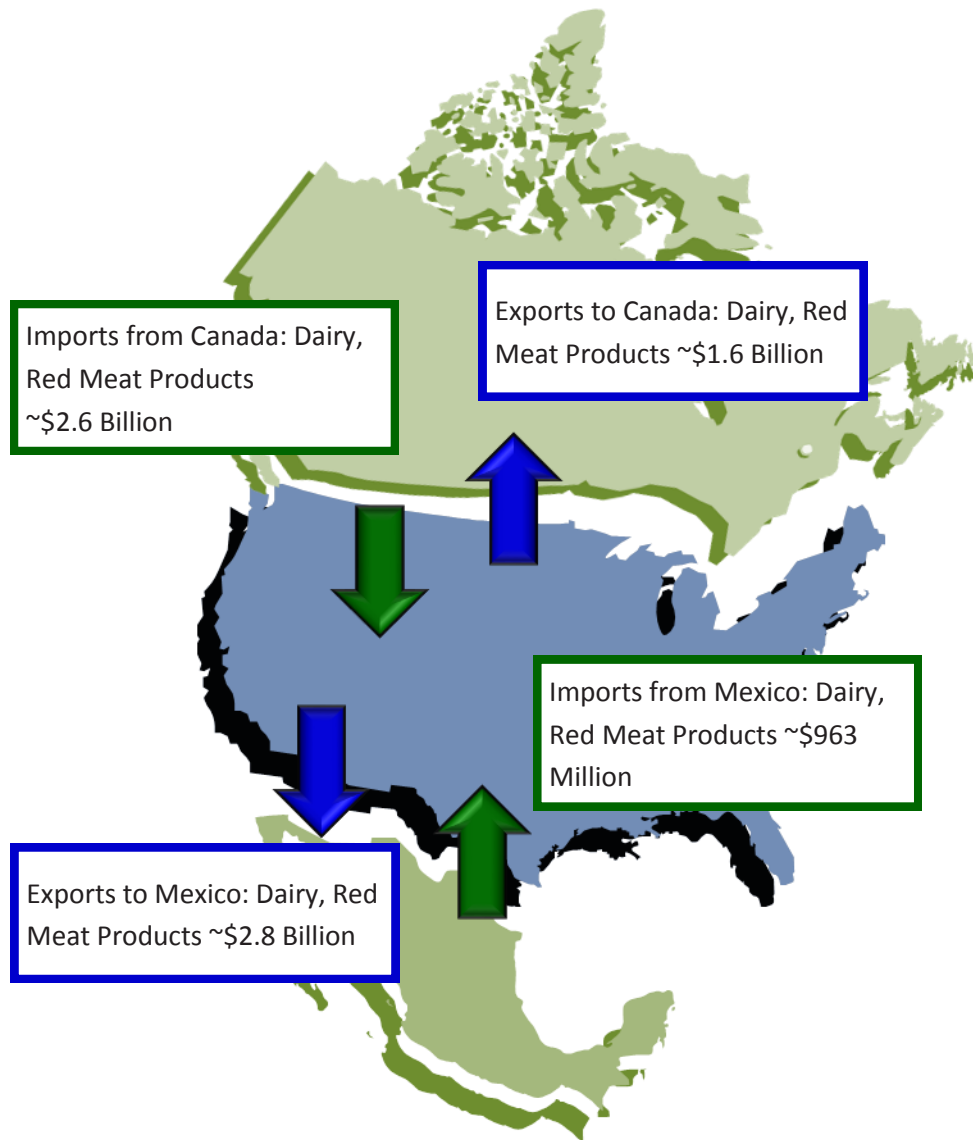 Exports to Canada: Dairy, Red
Meat Products ~$1.6 Billion
Imports from Canada: Dairy,
Red Meat Products
~$2.6 Billion
Imports from Mexico: Dairy,
Red Meat Products ~$963
Million
Exports to Mexico: Dairy, Red
Meat Products ~$2.8 Billion